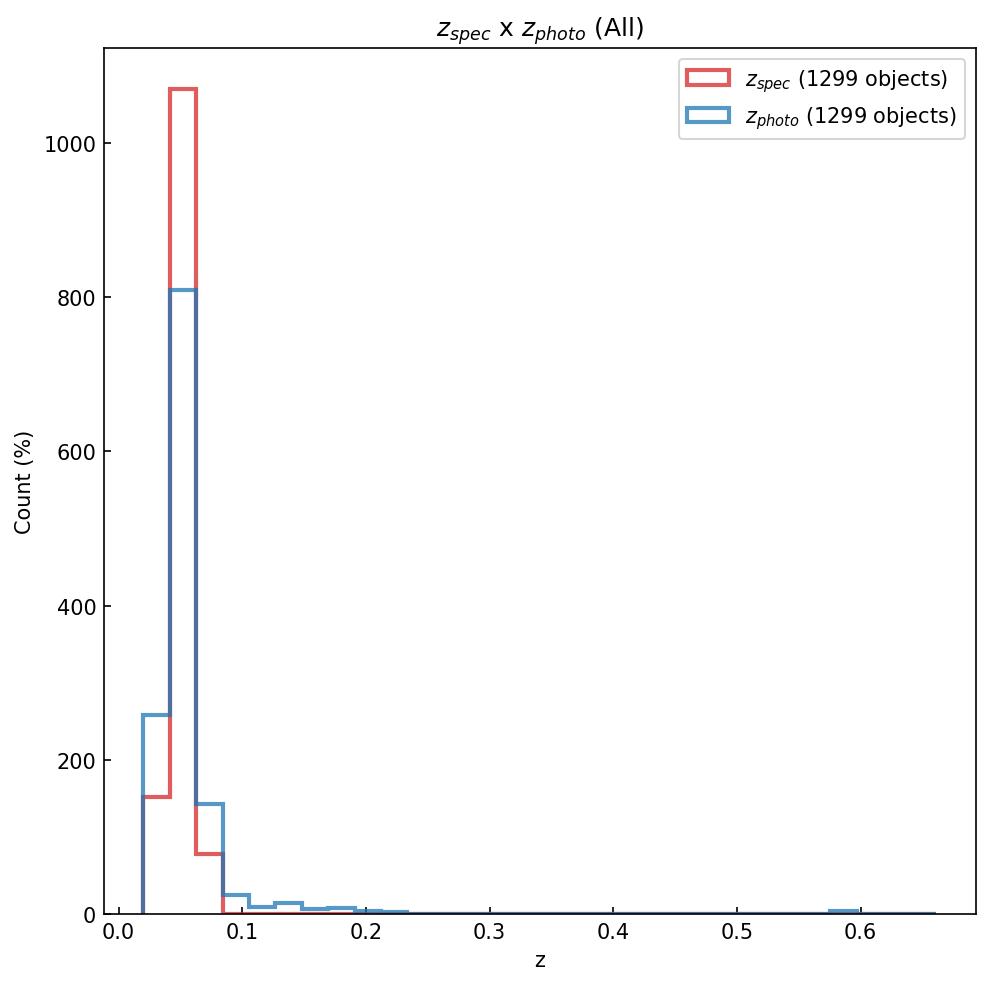 z_spec x z_photo (All)
z_spec (1299 objects)
z_photo (1299 objects)
1000
800
600
400
200
0
Count (%)
0.0 0.1 0.2 0.3 0.4 0.5 0.6
z